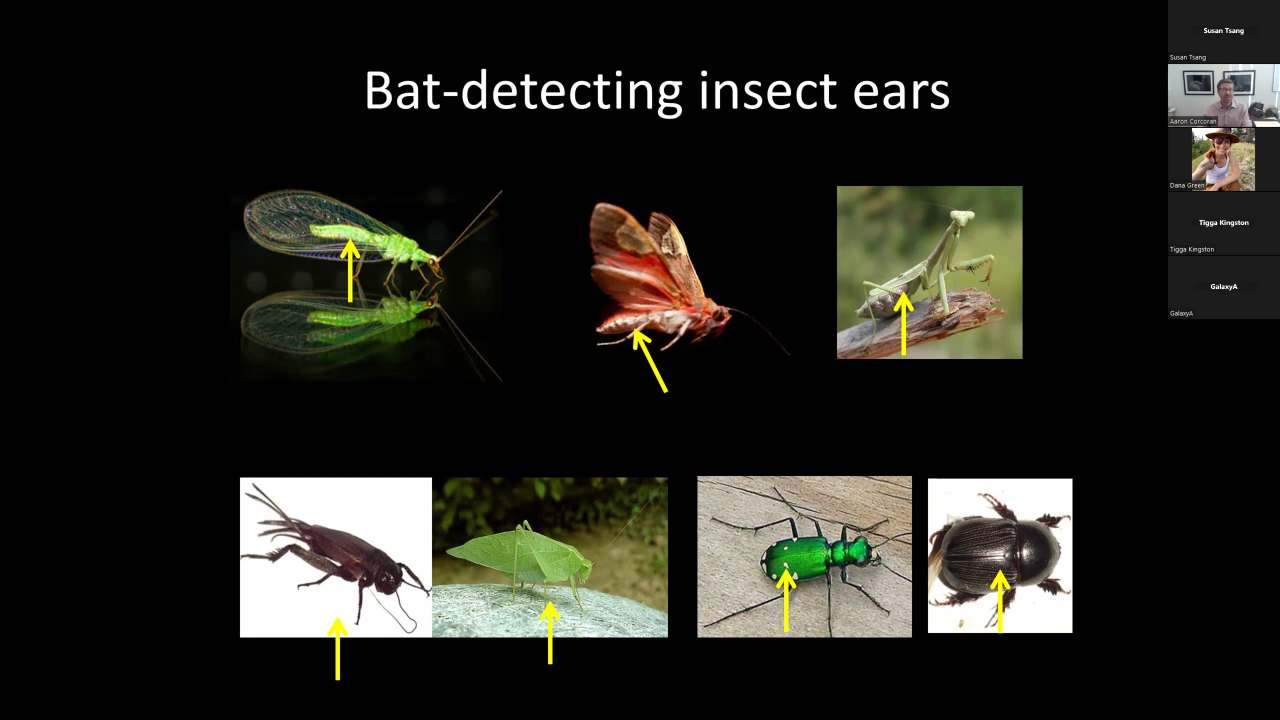 Bat-detecting insect ears
Susan Tsang
Susan Tsang
Aaron Corcoran
Dana Green
Tigga Kingston
Tigga Kingston
GalaxyA
GalaxyA